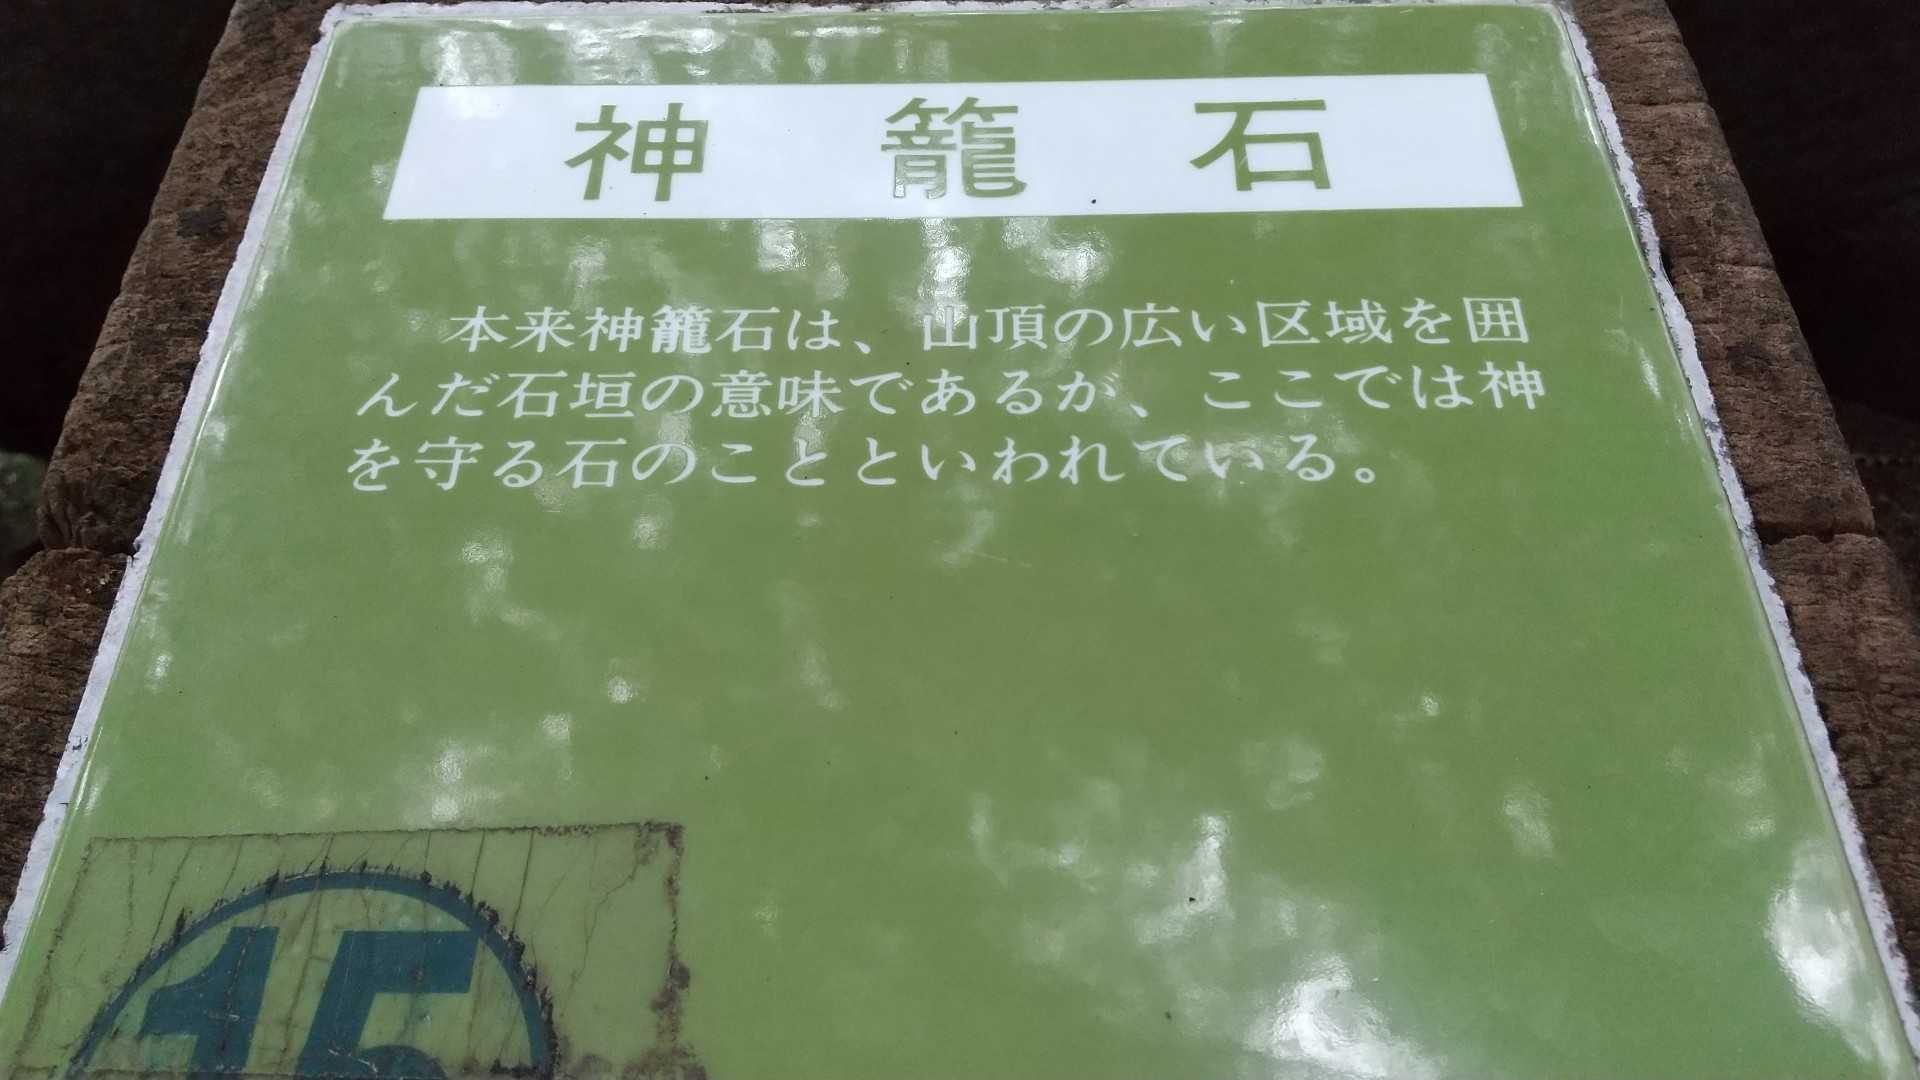 神籠石
本来神籠石は、山頂の広い区域を囲
んだ石垣の意味であるが、ここでは神
を守る石のことといわれている。
15